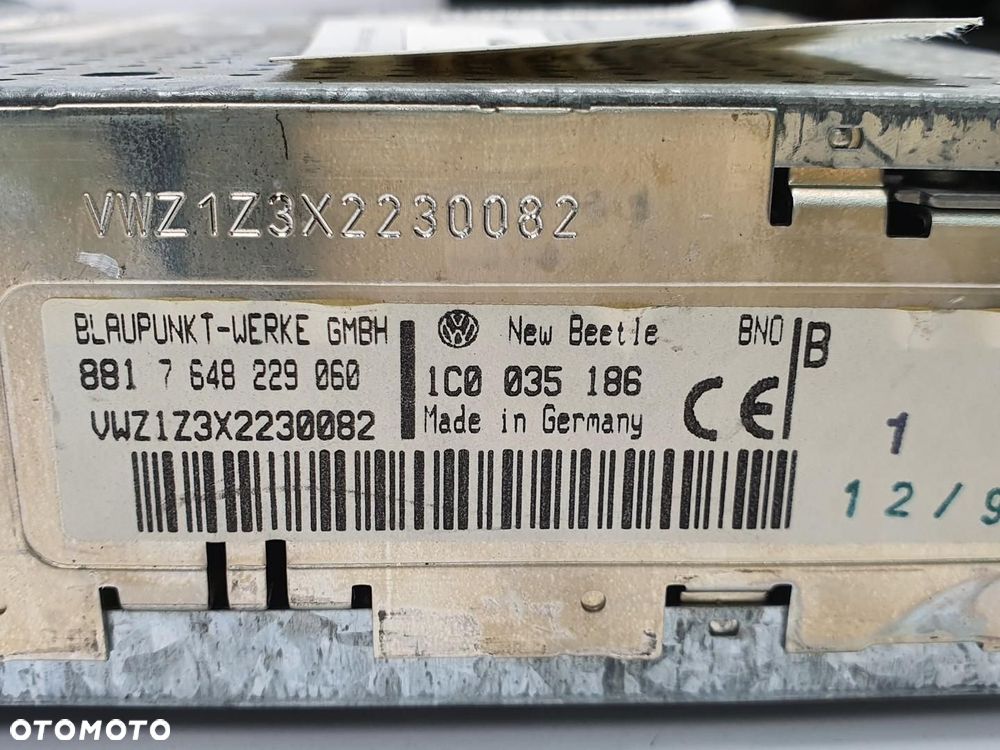 VWZ1Z3X2230082
BLAUPUNKT-WERKE GMBH
881 7 648 229 060
VWZ1Z3X2230082
New Beetle BNO
1C0 035 186
Made in Germany
CE
B
1
12/9
OTOMOTO